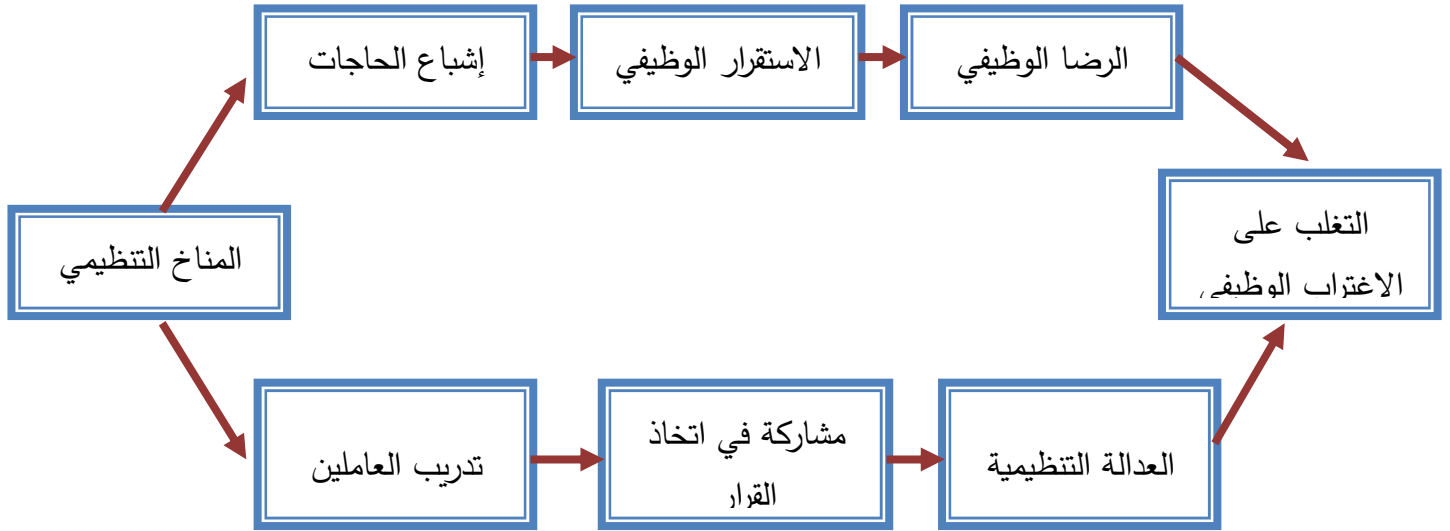 إشباع الحاجات
الاستقرار الوظيفي
الرضا الوظيفي
المناخ التنظيمي
التغلب على
الاغتراب الوظيفي
تدريب العاملين
مشاركة في اتخاذ
القرار
العدالة التنظيمية